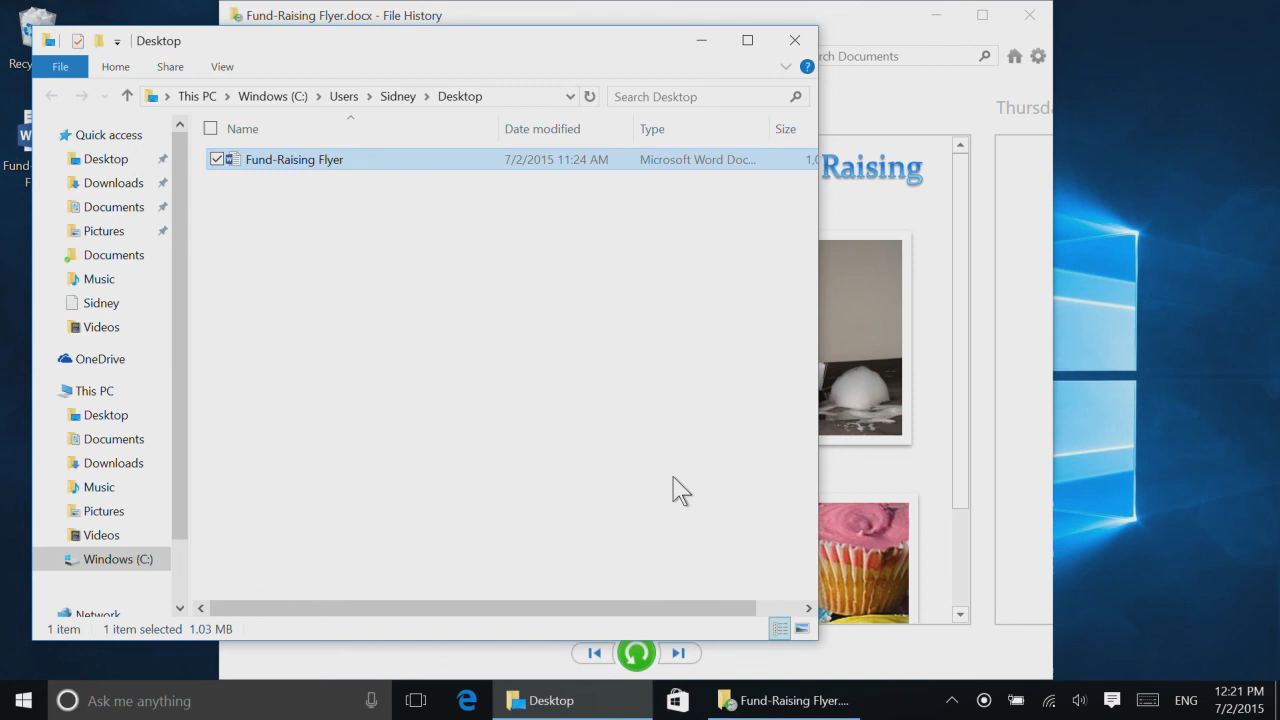 Fund-Raising Flyer.docx - File History
Desktop
File Home Share View
This PC Windows (C:) Users Sidney Desktop
Search Desktop
rch Documents
Thursda
Name Date modified Type Size
Fund-Raising Flyer 7/2/2015 11:24 AM Microsoft Word Doc... 1,0
Raising
Recy
Fund-
F
Quick access
Desktop
Downloads
Documents
Pictures
Documents
Music
Sidney
Videos
OneDrive
This PC
Desktop
Documents
Downloads
Music
Pictures
Videos
Windows (C:)
Network
1 item 1 item selected 1.03 MB
Ask me anything
Desktop
Fund-Raising Flyer....
ENG
12:21 PM
7/2/2015